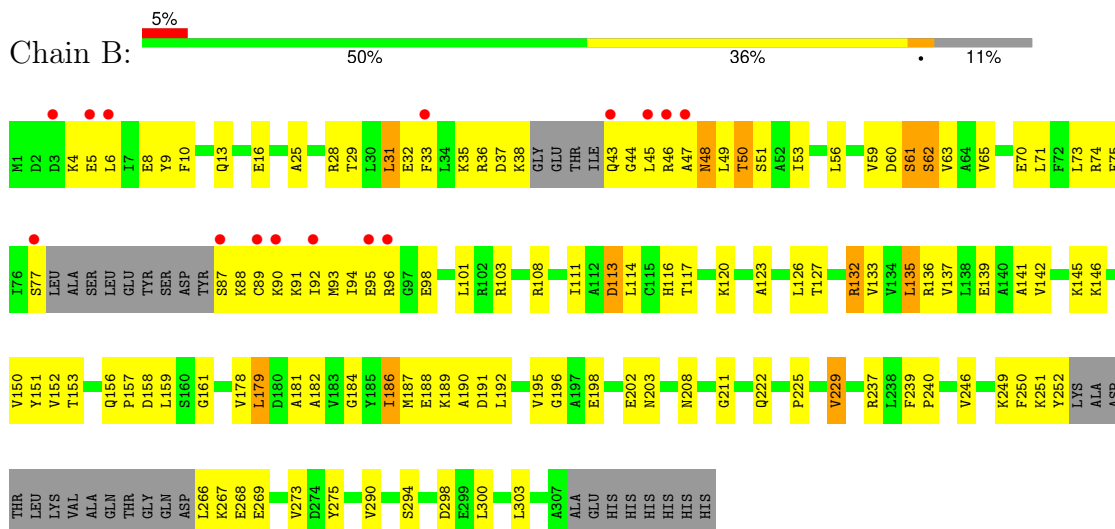 5%
Chain B:
50% 36% • 11%
M1 D2 D3 K4 E5 L6 I7 E8 Y9 F10 Q13 E16 A25 R28 T29 L30 L31 E32 F33 L34 K35 R36 D37 K38 GLY GLU THR ILE Q43 G44 L45 R46 A47 N48 L49 T50 S51 A52 I53 L56 V59 D60 S61 S62 V63 A64 V65 E70 L71 F72 L73 R74 E75
I76 S77 LEU ALA SER LEU GLU TYR SER ASP TYR S87 K88 C89 K90 K91 I92 M93 I94 E95 R96 G97 E98 L101 R102 R103 R108 I111 A112 D113 L114 C115 H116 T117 K120 A123 L126 T127 R132 V133 V134 L135 R136 V137 L138 E139 A140 A141 V142 K145 K146
V150 Y151 V152 T153 Q156 P157 D158 L159 S160 G161 V178 L179 D180 A181 A182 V183 G184 Y185 I186 M187 E188 K189 A190 D191 L192 V195 G196 A197 E198 E202 N203 N208 G211 Q222 P225 V229 R237 L238 F239 P240 V246 K249 F250 K251 Y252 LYS ALA ASP
THR LEU LYS VAL ALA GLN THR GLY GLN ASP L266 K267 E268 E269 V273 D274 Y275 V290 S294 D298 E299 L300 L303 A307 ALA GLU HIS HIS HIS HIS HIS HIS